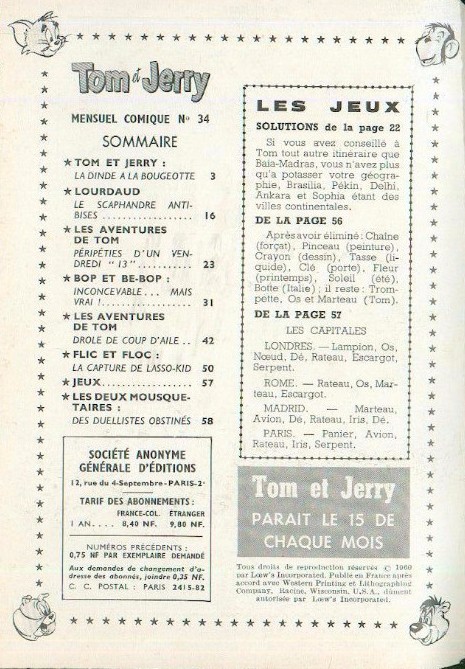 Tom et Jerry
MENSUEL COMIQUE No 34
SOMMAIRE
★ TOM ET JERRY :
LA DINDE A LA BOUGEOTTE 3
★ LOURDAUD
LE SCAPHANDRE ANTI-
BISES ................. 16
★ LES AVENTURES
DE TOM
PÉRIPÉTIES D'UN VEN-
DREDI " 13 " ........... 23
★ BOP ET BE-BOP :
INCONCEVABLE... MAIS
VRAI !.................. 31
★ LES AVENTURES
DE TOM
DROLE DE COUP D'AILE .. 42
★ FLIC ET FLOC :
LA CAPTURE DE LASSO-KID 50
★ JEUX................. 57
★ LES DEUX MOUSQUE-
TAIRES :
DES DUELLISTES OBSTINÉS 58
SOCIÉTÉ ANONYME
GÉNÉRALE D'ÉDITIONS
12, rue du 4-Septembre - PARIS-2e
TARIF DES ABONNEMENTS :
FRANCE-COL. ÉTRANGER
1 AN.... 8,40 NF. 9,80 NF.
NUMÉROS PRÉCÉDENTS :
0,75 NF PAR EXEMPLAIRE DEMANDÉ
Aux demandes de changement d'a-
dresse des abonnés, joindre 0,35 NF.
C. C. POSTAL : PARIS 2415-82
LES JEUX
SOLUTIONS de la page 22
Si vous avez conseillé à
Tom tout autre itinéraire que
Baia-Madras, vous n'avez plus
qu'à potasser votre géogra-
phie, Brasilia, Pékin, Delhi,
Ankara et Sophia étant des
villes continentales.
DE LA PAGE 56
Après avoir éliminé : Chaîne
(forçat), Pinceau (peinture),
Crayon (dessin), Tasse (li-
quide), Clé (porte), Fleur
(printemps), Soleil (été),
Botte (Italie) ; il reste : Trom-
pette, Os et Marteau (Tom).
DE LA PAGE 57
LES CAPITALES
LONDRES. — Lampion, Os,
Nœud, Dé, Rateau, Escargot,
Serpent.
ROME. — Rateau, Os, Mar-
teau, Escargot.
MADRID. — Marteau,
Avion, Dé, Rateau, Iris, Dé.
PARIS. — Panier, Avion,
Rateau, Iris, Serpent.
Tom et Jerry
PARAIT LE 15 DE
CHAQUE MOIS
Tous droits de reproduction réservés © 1960
par Lœw's Incorporated. Publié en France après
accord avec Western Printing et Lithographing
Company, Racine, Wisconsin, U.S.A., dûment
autorisée par Lœw's Incorporated.